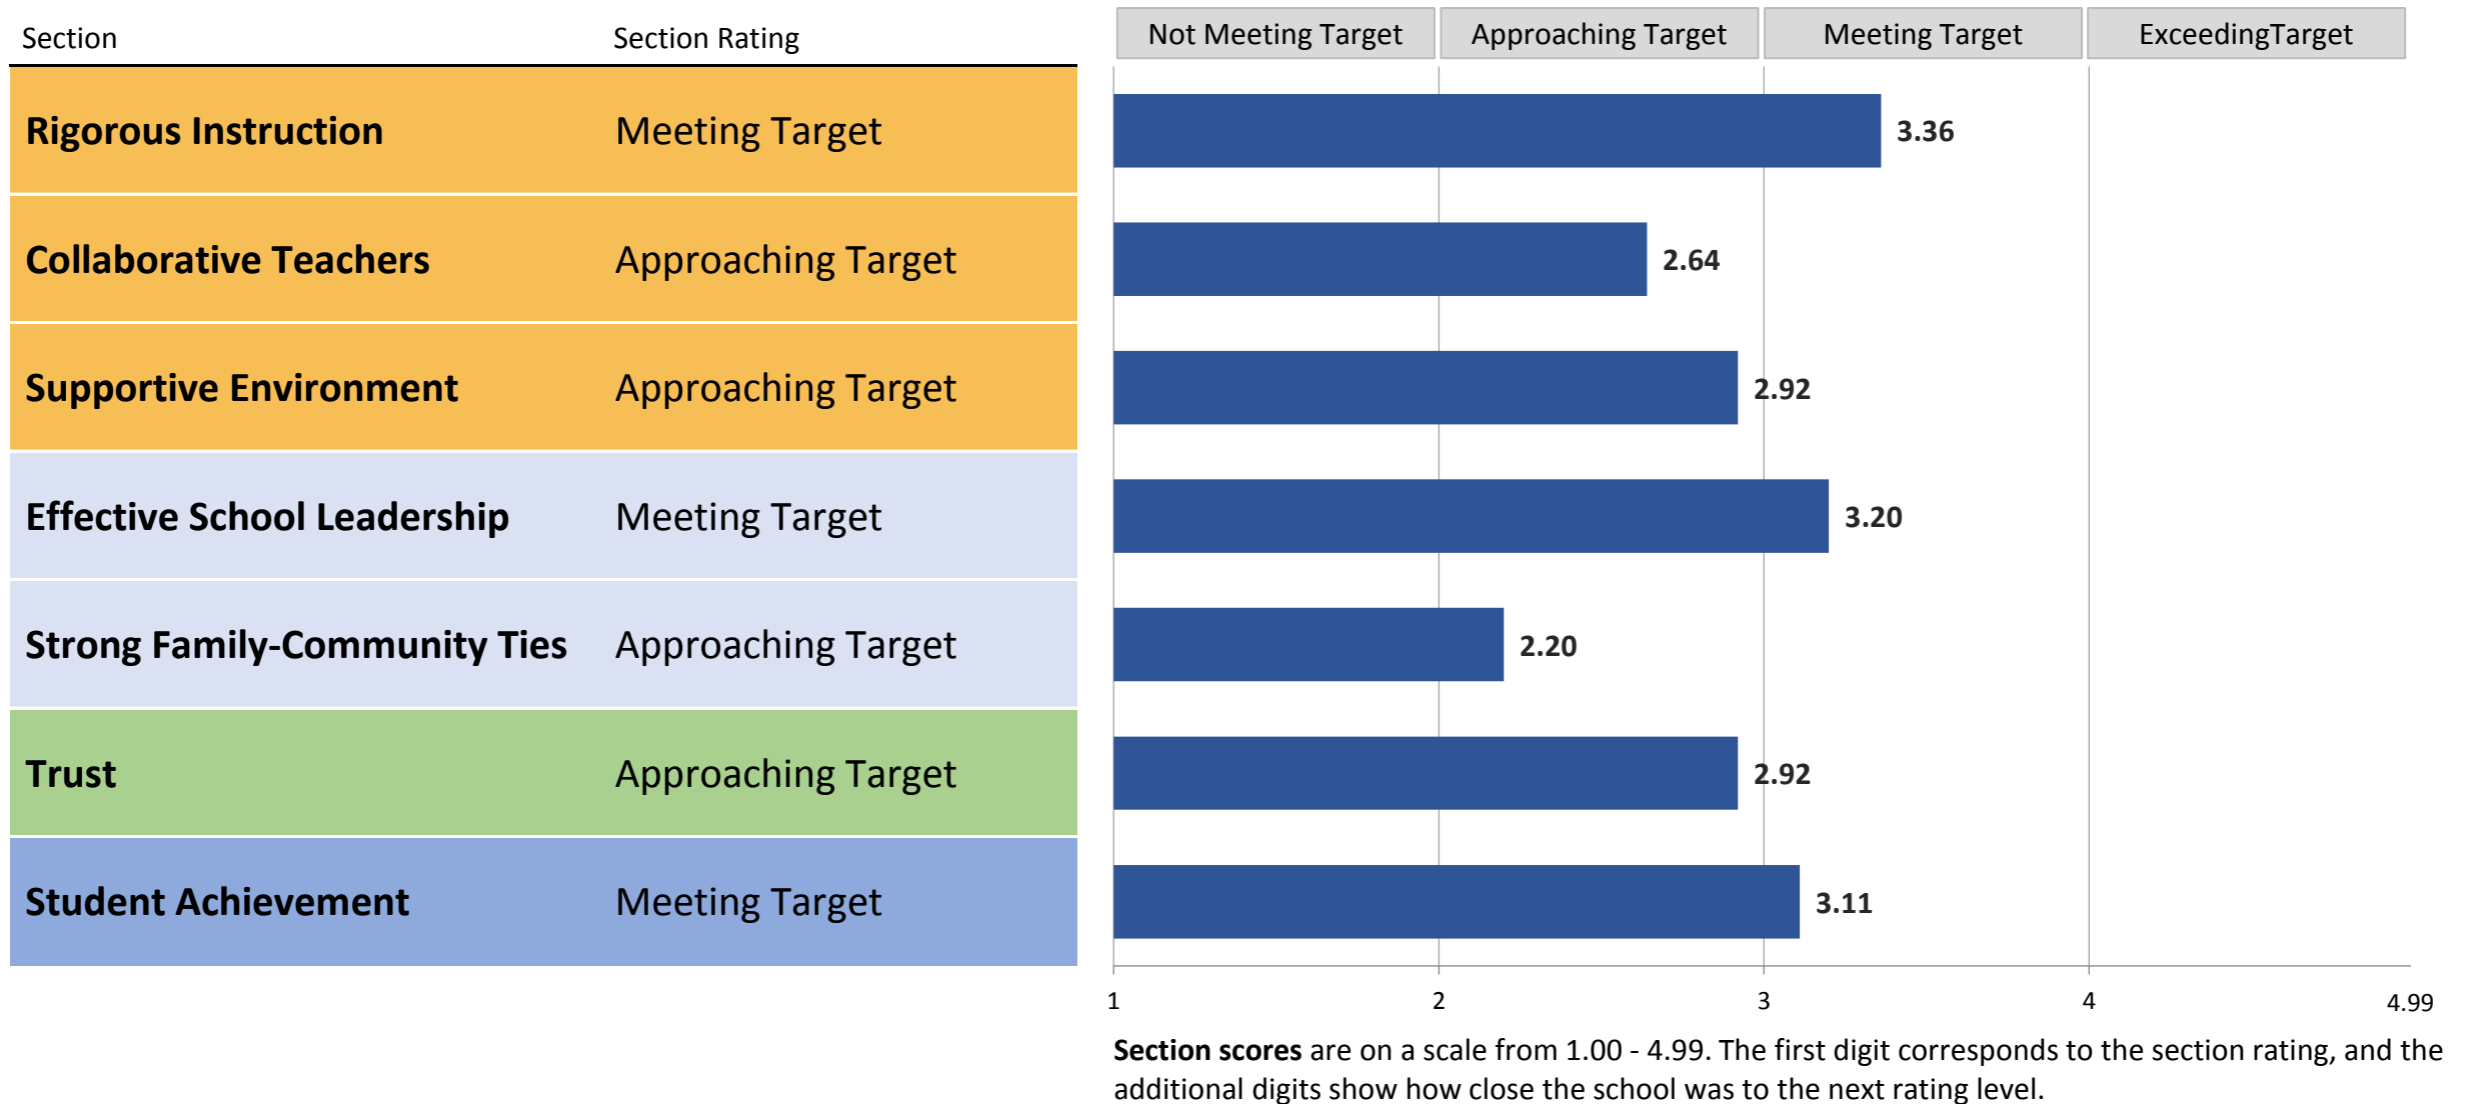 Section Section Rating Not Meeting Target Approaching Target Meeting Target ExceedingTarget
Rigorous Instruction Meeting Target 3.36
Collaborative Teachers Approaching Target 2.64
Supportive Environment Approaching Target 2.92
Effective School Leadership Meeting Target 3.20
Strong Family-Community Ties Approaching Target 2.20
Trust Approaching Target 2.92
Student Achievement Meeting Target 3.11
1 2 3 4 4.99
Section scores are on a scale from 1.00 - 4.99. The first digit corresponds to the section rating, and the
additional digits show how close the school was to the next rating level.